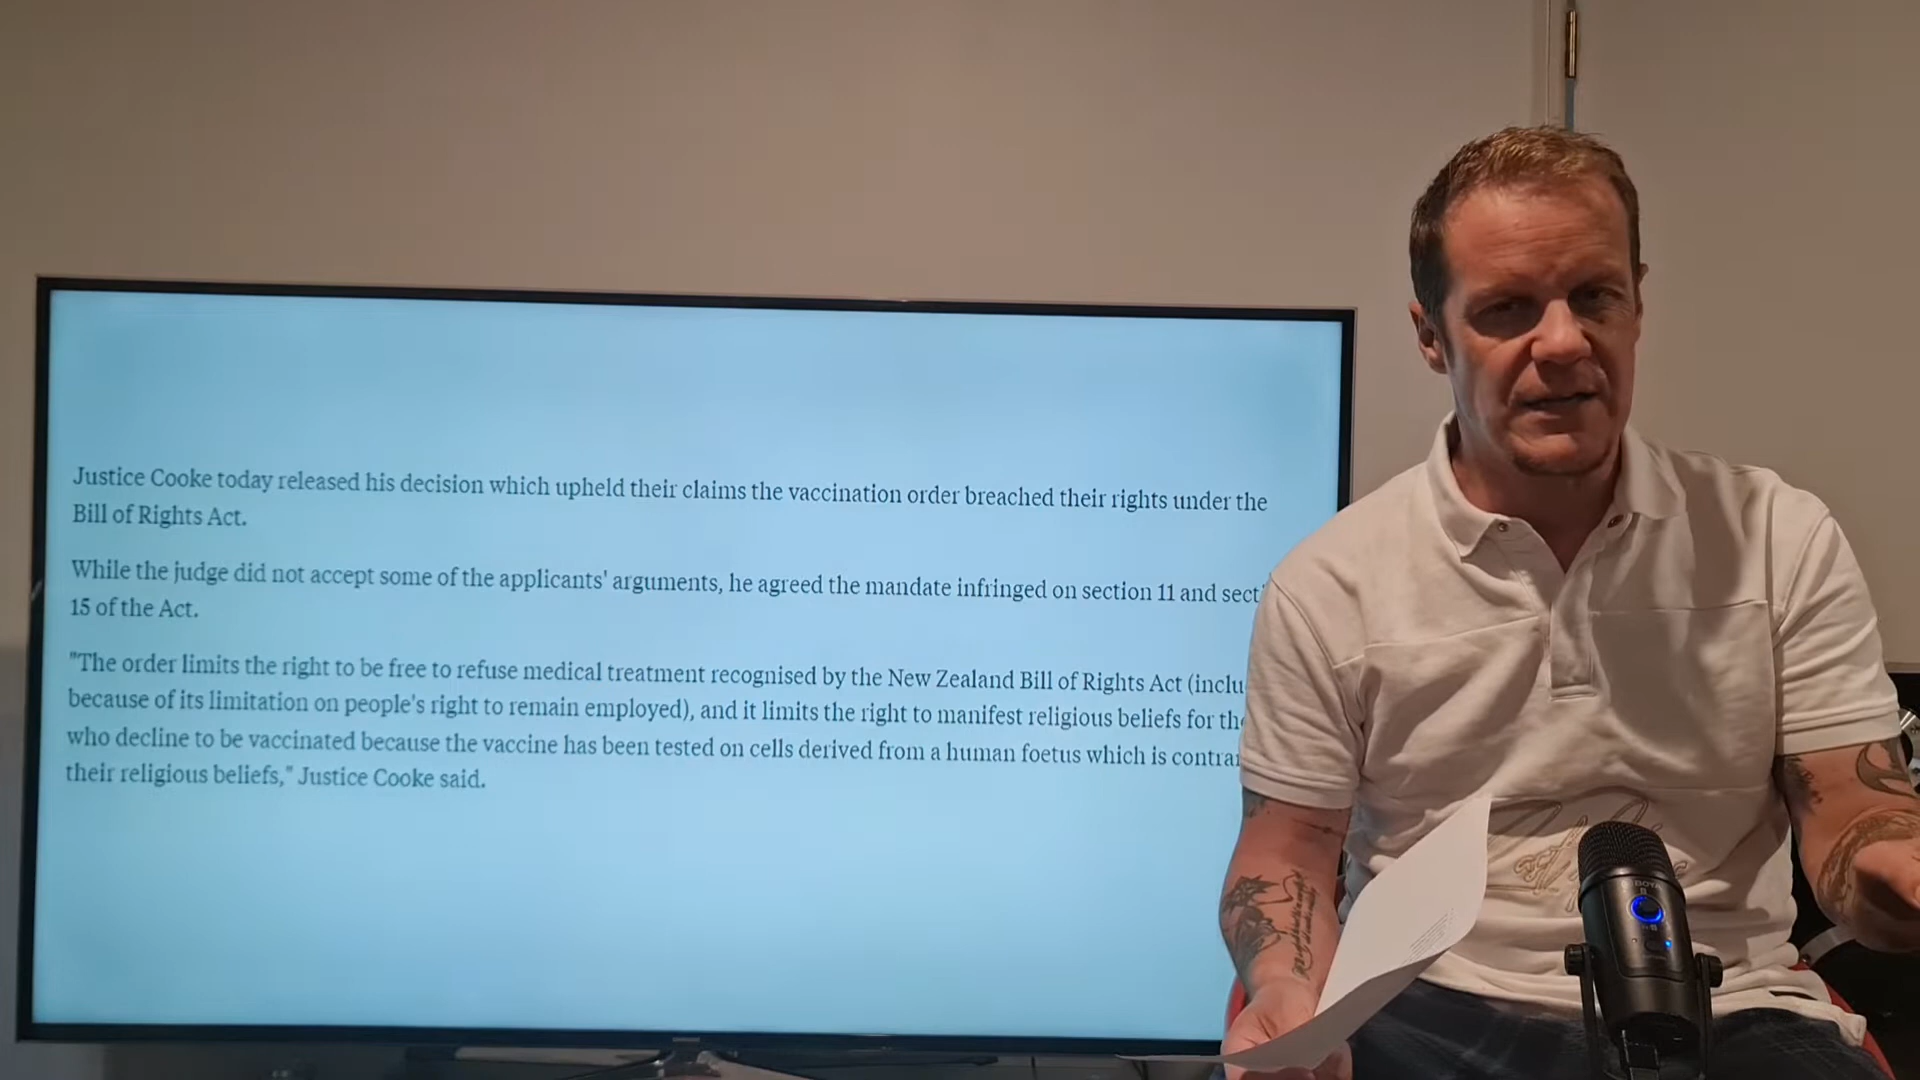 Justice Cooke today released his decision which upheld their claims the vaccination order breached their rights under the
Bill of Rights Act.
While the judge did not accept some of the applicants' arguments, he agreed the mandate infringed on section 11 and sect
15 of the Act.
"The order limits the right to be free to refuse medical treatment recognised by the New Zealand Bill of Rights Act (inclu
because of its limitation on people's right to remain employed), and it limits the right to manifest religious beliefs for th
who decline to be vaccinated because the vaccine has been tested on cells derived from a human foetus which is contra
their religious beliefs," Justice Cooke said.
BOYA